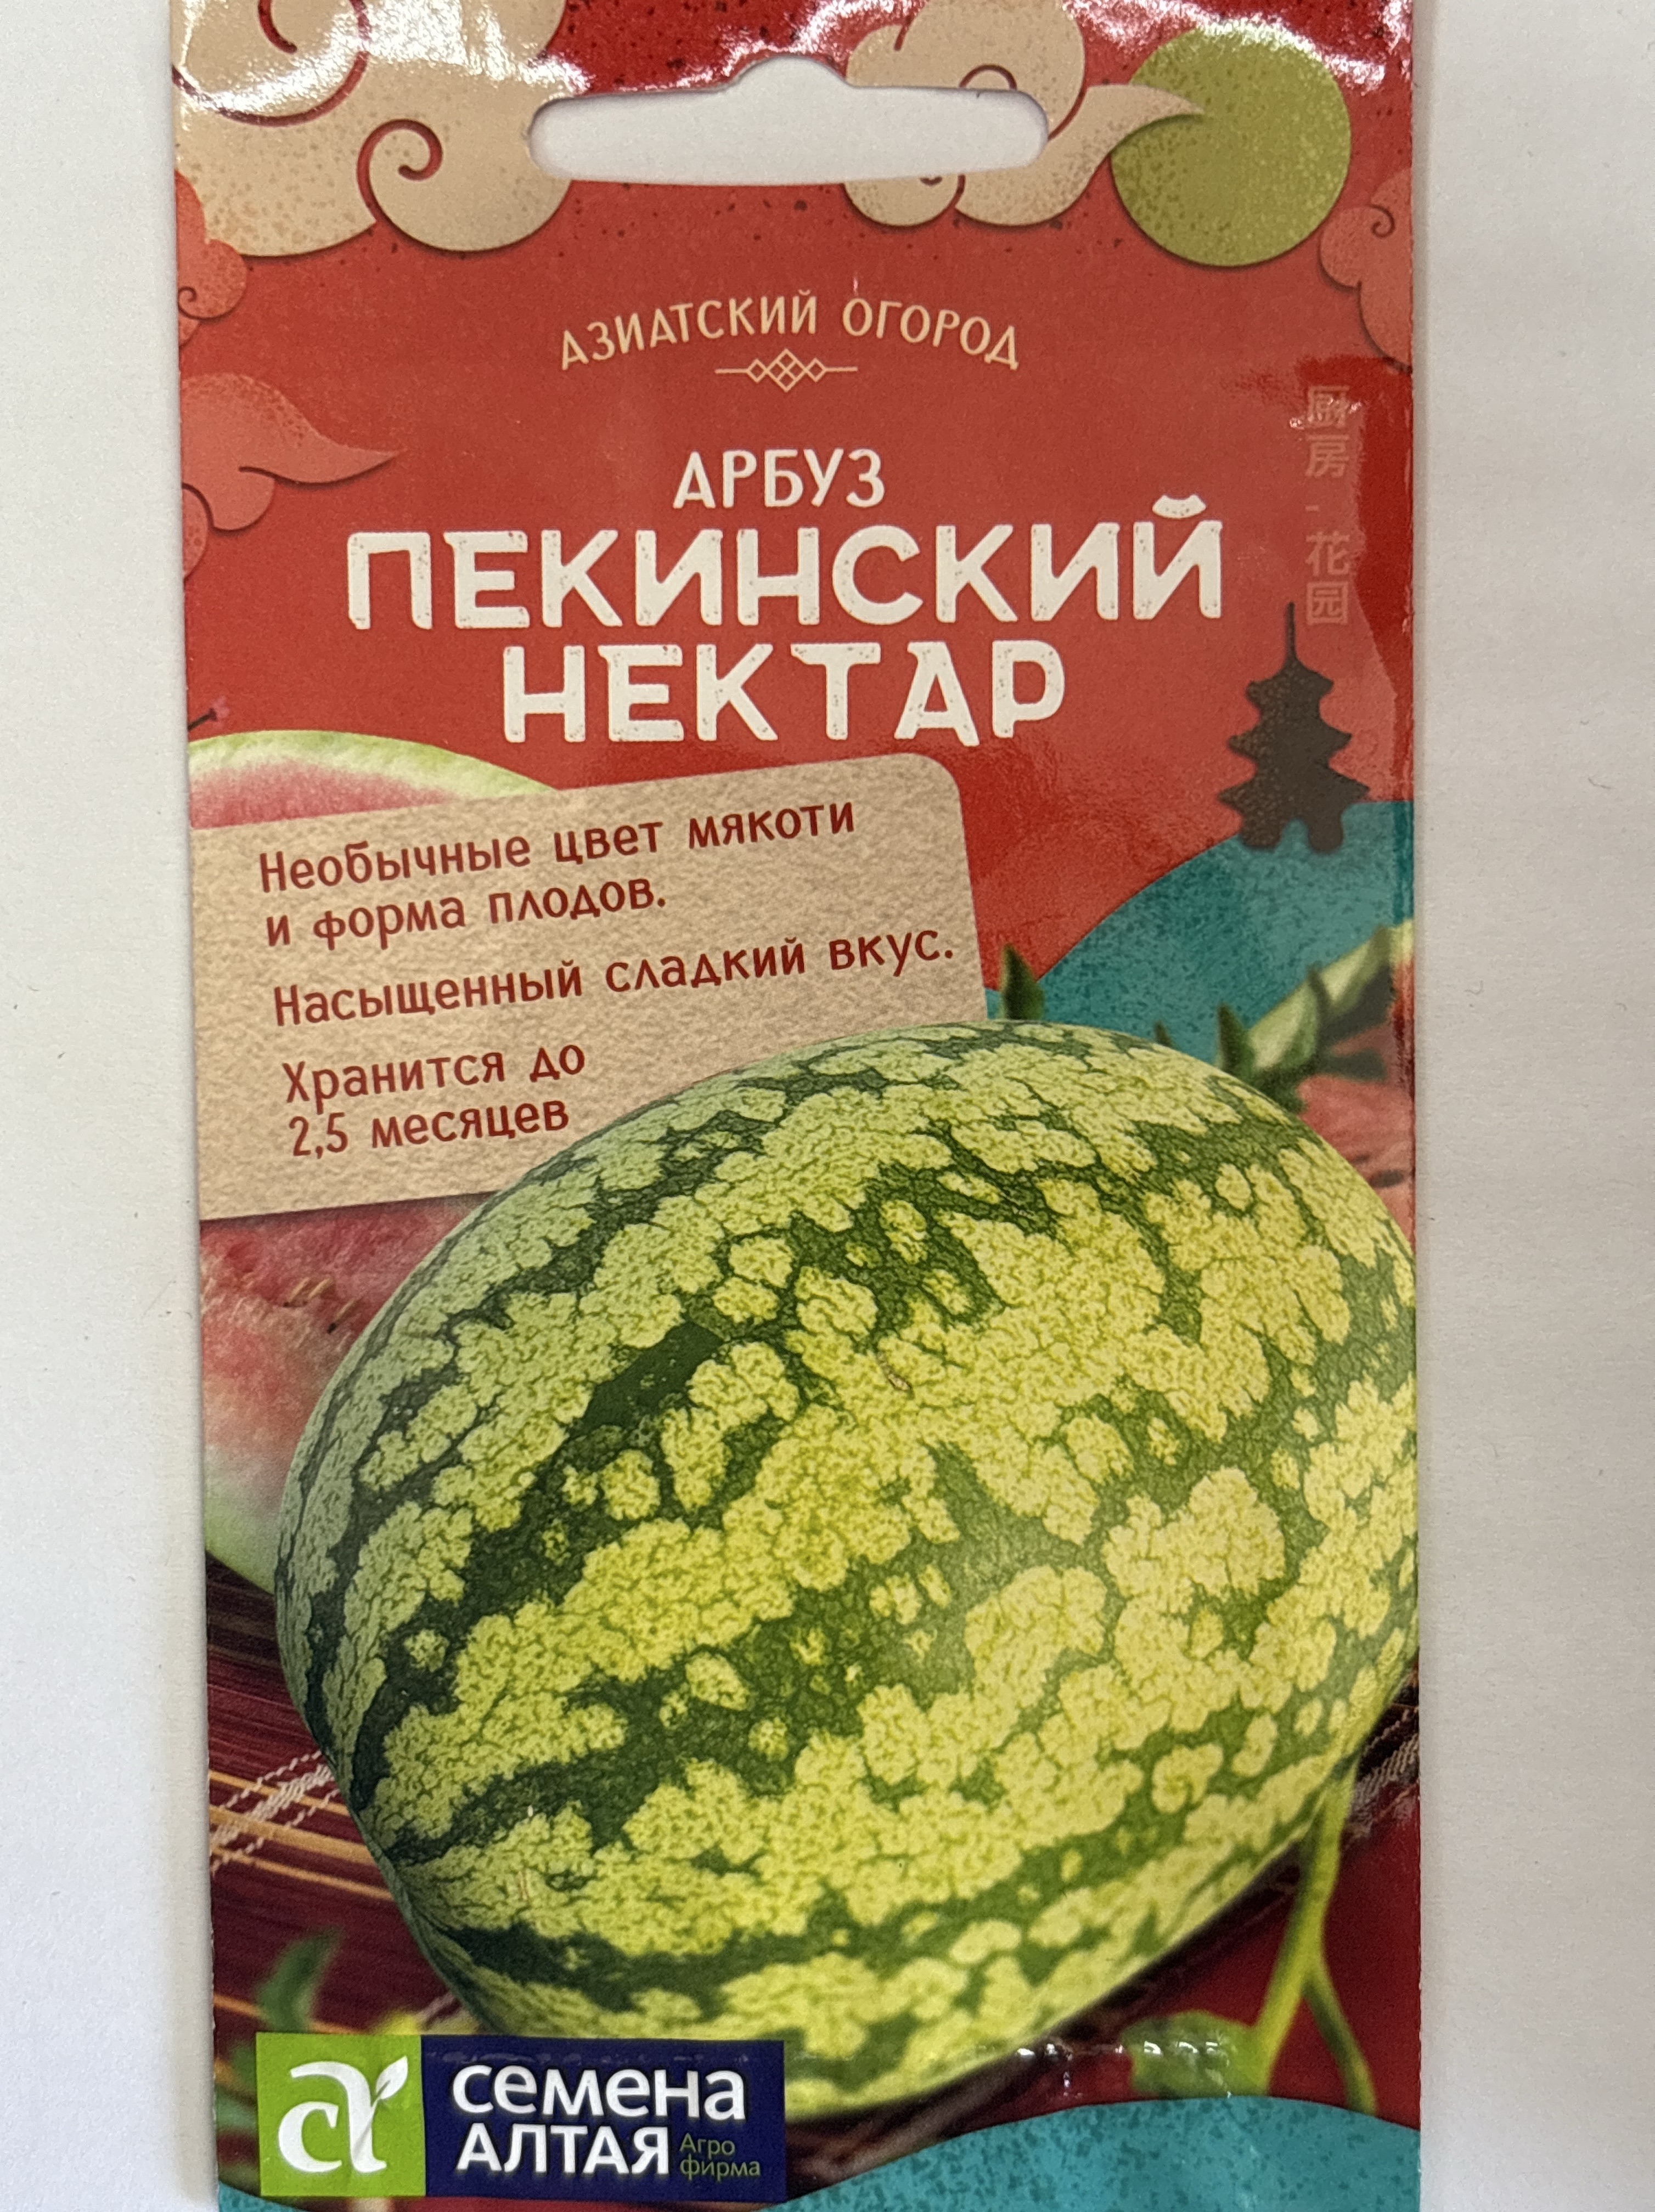 АЗИАТСКИЙ ОГОРОД
АРБУЗ
ПЕКИНСКИЙ
НЕКТАР
厨房-花园
Необычные цвет мякоти
и форма плодов.
Насыщенный сладкий вкус.
Хранится до
2,5 месяцев
семена
АЛТАЯ
Агро
фирма